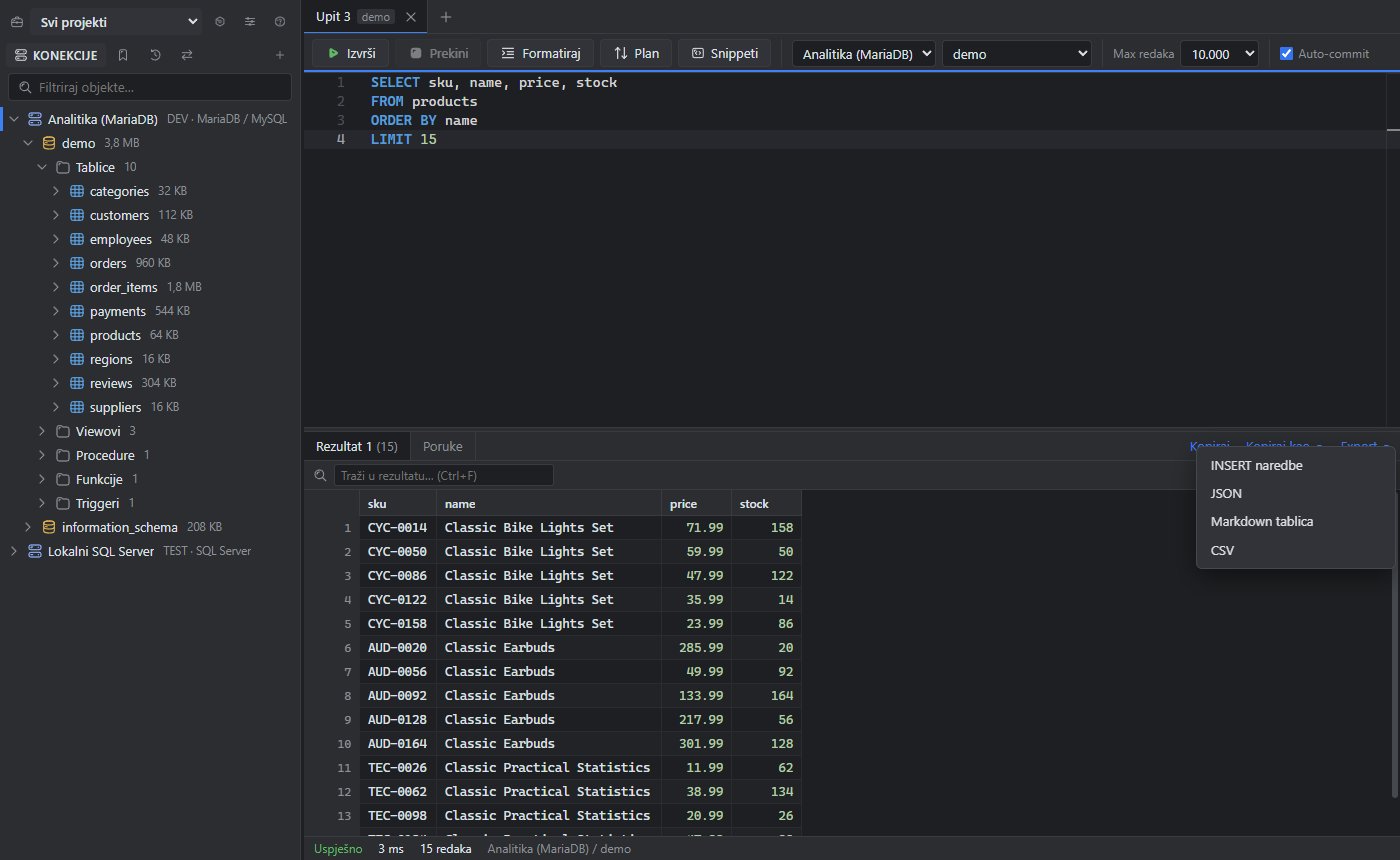 Svi projekti
KONEKCIJE
Filtriraj objekte...
Analitika (MariaDB) DEV · MariaDB / MySQL
demo 3,8 MB
Tablice 10
categories 32 KB
customers 112 KB
employees 48 KB
orders 960 KB
order_items 1,8 MB
payments 544 KB
products 64 KB
regions 16 KB
reviews 304 KB
suppliers 16 KB
Viewovi 3
Procedure 1
Funkcije 1
Triggeri 1
information_schema 208 KB
Lokalni SQL Server TEST · SQL Server
Upit 3 demo
Izvrši Prekini Formatiraj Plan Snippeti Analitika (MariaDB) demo Max redaka 10.000 Auto-commit
1 SELECT sku, name, price, stock
2 FROM products
3 ORDER BY name
4 LIMIT 15
Rezultat 1 (15) Poruke Kopiraj Kopiraj kao Export
Traži u rezultatu... (Ctrl+F)
INSERT naredbe
JSON
Markdown tablica
CSV
sku name price stock
1 CYC-0014 Classic Bike Lights Set 71.99 158
2 CYC-0050 Classic Bike Lights Set 59.99 50
3 CYC-0086 Classic Bike Lights Set 47.99 122
4 CYC-0122 Classic Bike Lights Set 35.99 14
5 CYC-0158 Classic Bike Lights Set 23.99 86
6 AUD-0020 Classic Earbuds 285.99 20
7 AUD-0056 Classic Earbuds 49.99 92
8 AUD-0092 Classic Earbuds 133.99 164
9 AUD-0128 Classic Earbuds 217.99 56
10 AUD-0164 Classic Earbuds 301.99 128
11 TEC-0026 Classic Practical Statistics 11.99 62
12 TEC-0062 Classic Practical Statistics 38.99 134
13 TEC-0098 Classic Practical Statistics 20.99 26
Uspješno 3 ms 15 redaka Analitika (MariaDB) / demo